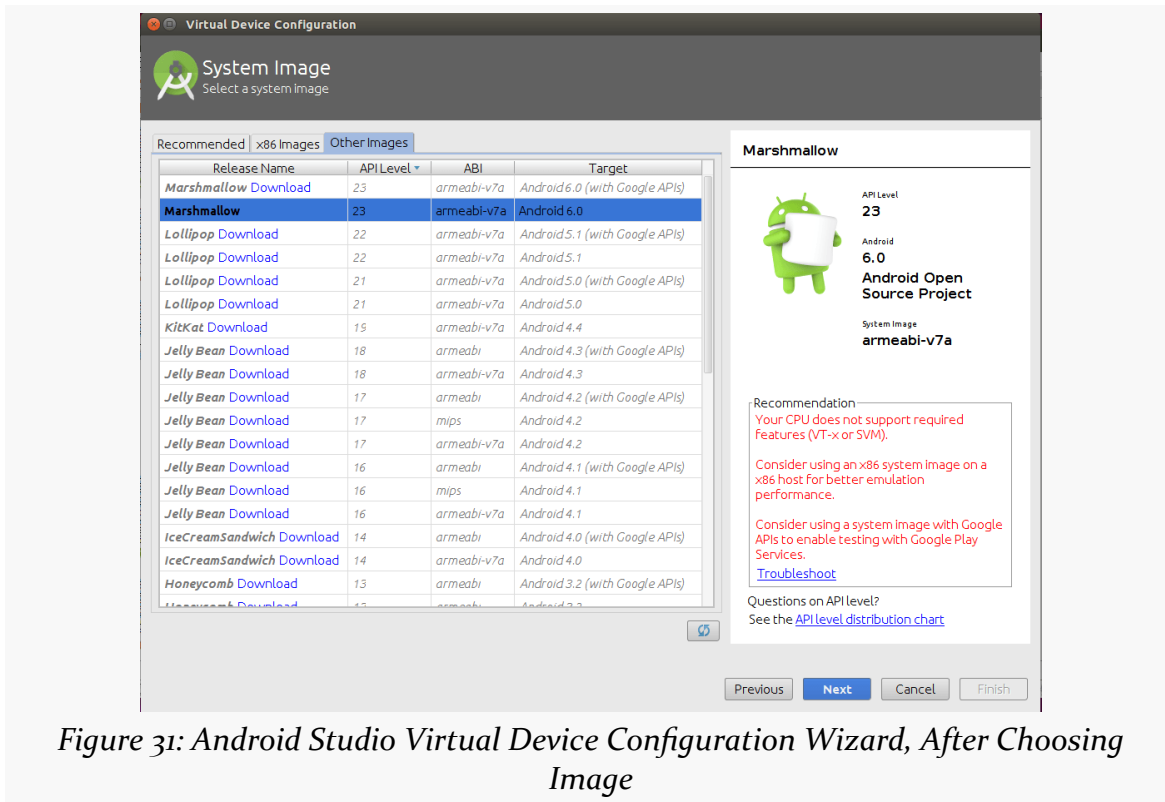 Virtual Device Configuration
System Image
Select a system image
Recommended x86 Images Other Images
Release Name API Level ABI Target
Marshmallow Download 23 armeabi-v7a Android 6.0 (with Google APIs)
Marshmallow 23 armeabi-v7a Android 6.0
Lollipop Download 22 armeabi-v7a Android 5.1 (with Google APIs)
Lollipop Download 22 armeabi-v7a Android 5.1
Lollipop Download 21 armeabi-v7a Android 5.0 (with Google APIs)
Lollipop Download 21 armeabi-v7a Android 5.0
KitKat Download 19 armeabi-v7a Android 4.4
Jelly Bean Download 18 armeabi Android 4.3 (with Google APIs)
Jelly Bean Download 18 armeabi-v7a Android 4.3
Jelly Bean Download 17 armeabi Android 4.2 (with Google APIs)
Jelly Bean Download 17 mips Android 4.2
Jelly Bean Download 17 armeabi-v7a Android 4.2
Jelly Bean Download 16 armeabi Android 4.1 (with Google APIs)
Jelly Bean Download 16 mips Android 4.1
Jelly Bean Download 16 armeabi-v7a Android 4.1
IceCreamSandwich Download 14 armeabi Android 4.0 (with Google APIs)
IceCreamSandwich Download 14 armeabi-v7a Android 4.0
Honeycomb Download 13 armeabi Android 3.2 (with Google APIs)
Marshmallow
API Level
23
Android
6.0
Android Open
Source Project
System Image
armeabi-v7a
Recommendation
Your CPU does not support required
features (VT-x or SVM).
Consider using an x86 system image on a
x86 host for better emulation
performance.
Consider using a system image with Google
APIs to enable testing with Google Play
Services.
Troubleshoot
Questions on API level?
See the API level distribution chart
Previous Next Cancel Finish
Figure 31: Android Studio Virtual Device Configuration Wizard, After Choosing
Image